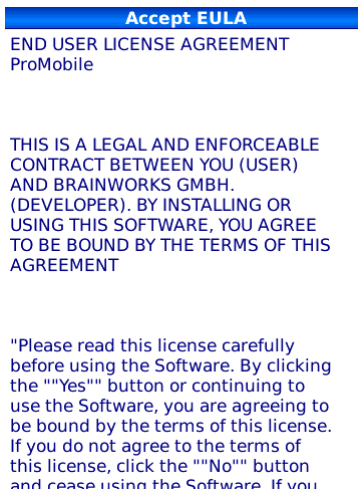 Accept EULA
END USER LICENSE AGREEMENT
ProMobile
THIS IS A LEGAL AND ENFORCEABLE
CONTRACT BETWEEN YOU (USER)
AND BRAINWORKS GMBH.
(DEVELOPER). BY INSTALLING OR
USING THIS SOFTWARE, YOU AGREE
TO BE BOUND BY THE TERMS OF THIS
AGREEMENT
"Please read this license carefully
before using the Software. By clicking
the ""Yes"" button or continuing to
use the Software, you are agreeing to
be bound by the terms of this license.
If you do not agree to the terms of
this license, click the ""No"" button
and cease using the Software. If you